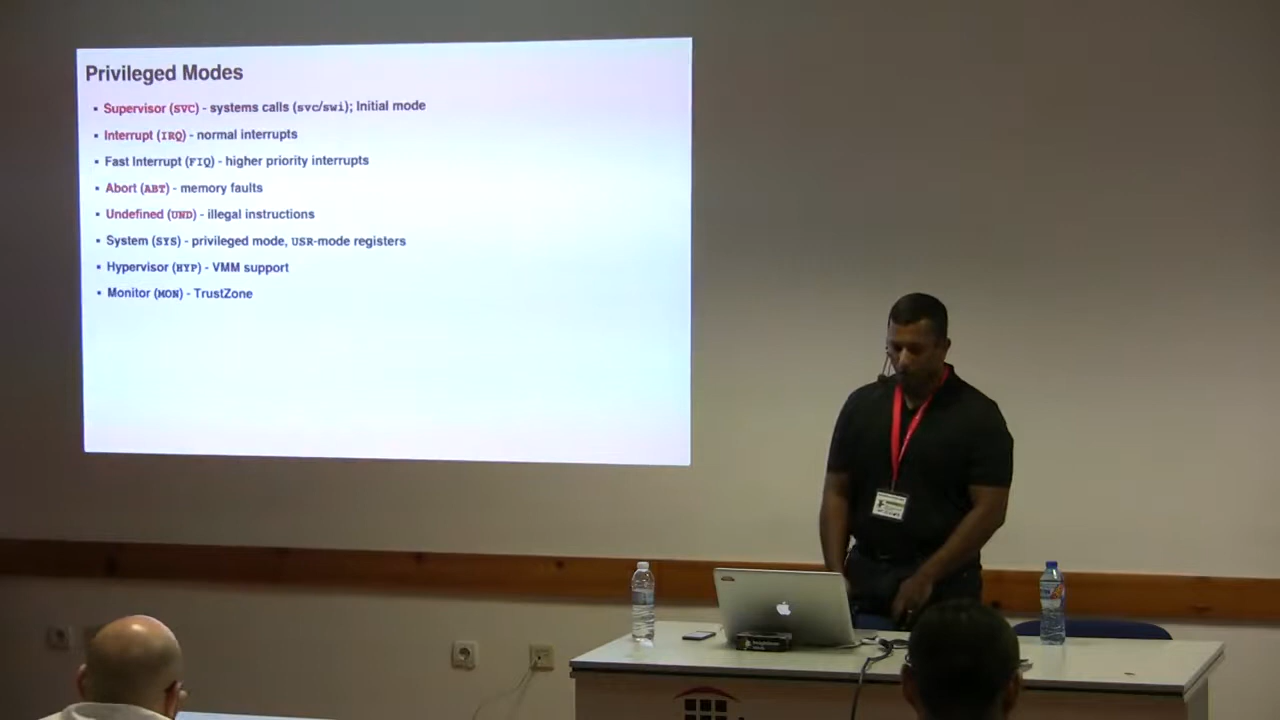 Privileged Modes
▪ Supervisor (SVC) - systems calls (svc/swi); Initial mode
▪ Interrupt (IRQ) - normal interrupts
▪ Fast Interrupt (FIQ) - higher priority interrupts
▪ Abort (ABT) - memory faults
▪ Undefined (UND) - illegal instructions
▪ System (SYS) - privileged mode, USR-mode registers
▪ Hypervisor (HYP) - VMM support
▪ Monitor (MON) - TrustZone